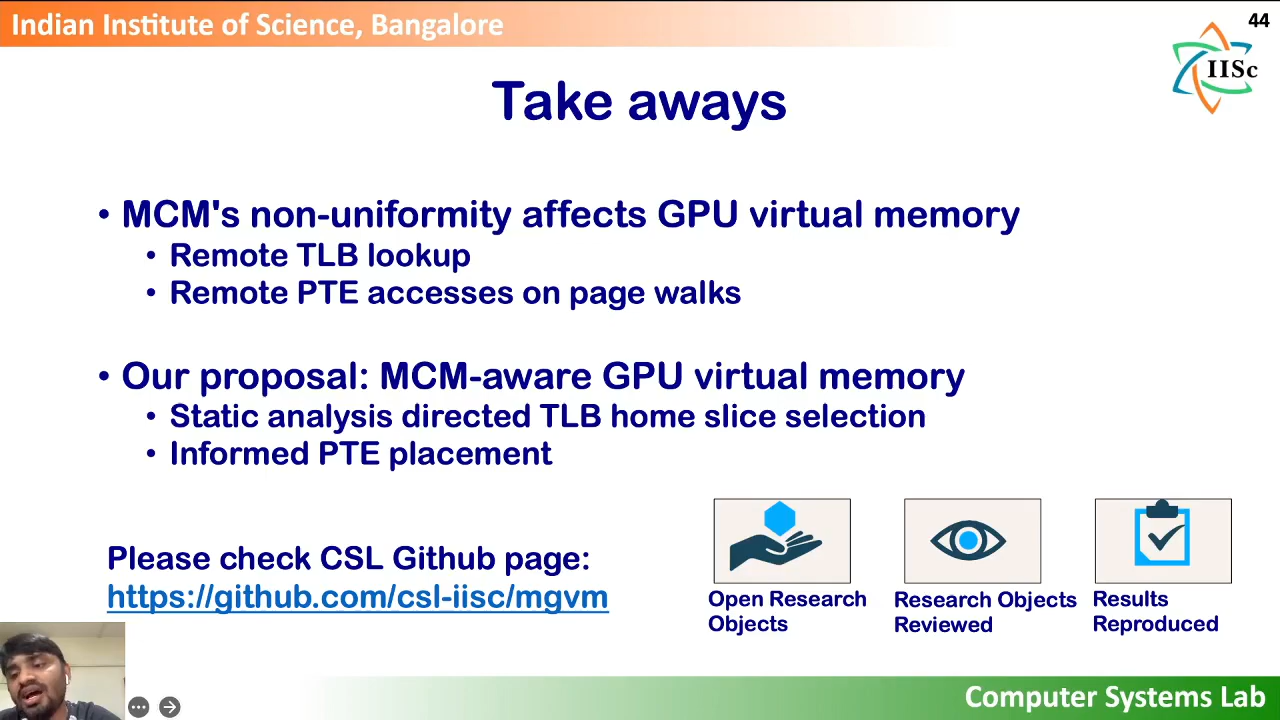 Indian Institute of Science, Bangalore
44
IISc
Take aways
• MCM's non-uniformity affects GPU virtual memory
• Remote TLB lookup
• Remote PTE accesses on page walks
• Our proposal: MCM-aware GPU virtual memory
• Static analysis directed TLB home slice selection
• Informed PTE placement
Please check CSL Github page:
https://github.com/csl-iisc/mgvm
Open Research
Objects
Research Objects
Reviewed
Results
Reproduced
Computer Systems Lab